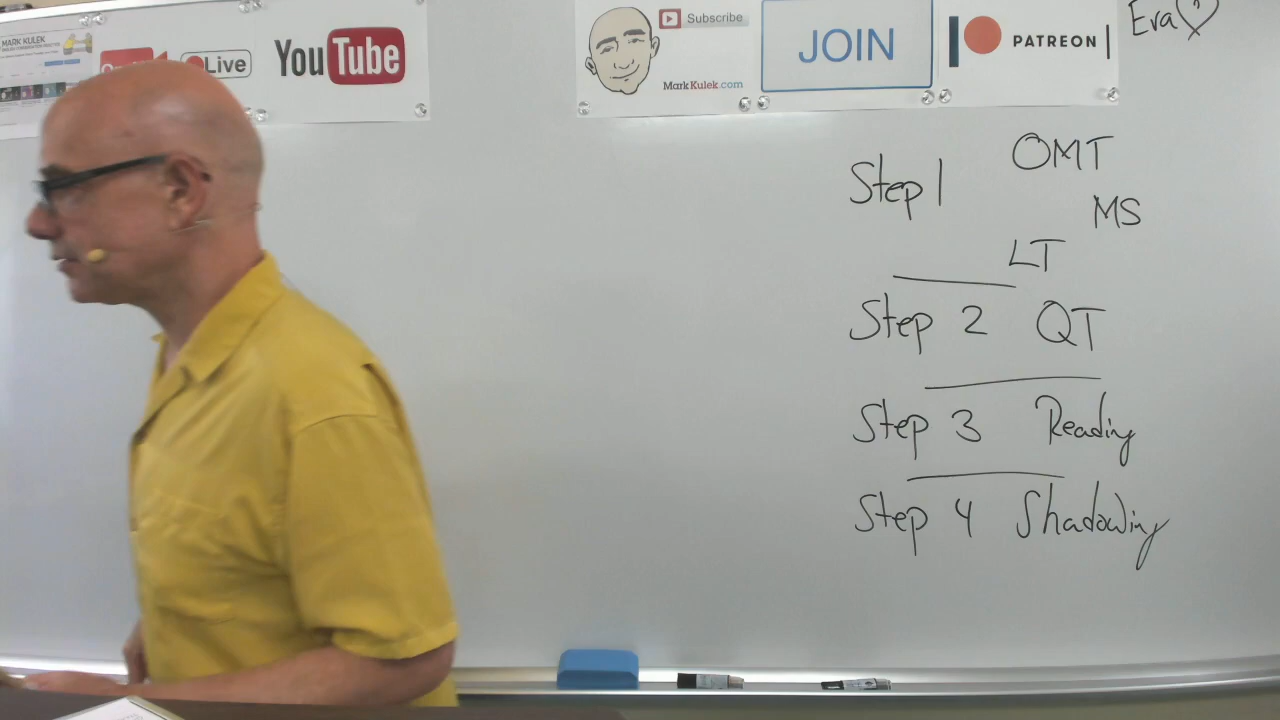 MARK KULEK
Live
YouTube
Subscribe
MarkKulek.com
JOIN
PATREON
Eva
Step 1 OMT
MS
LT
Step 2 QT
Step 3 Reading
Step 4 Shadowing